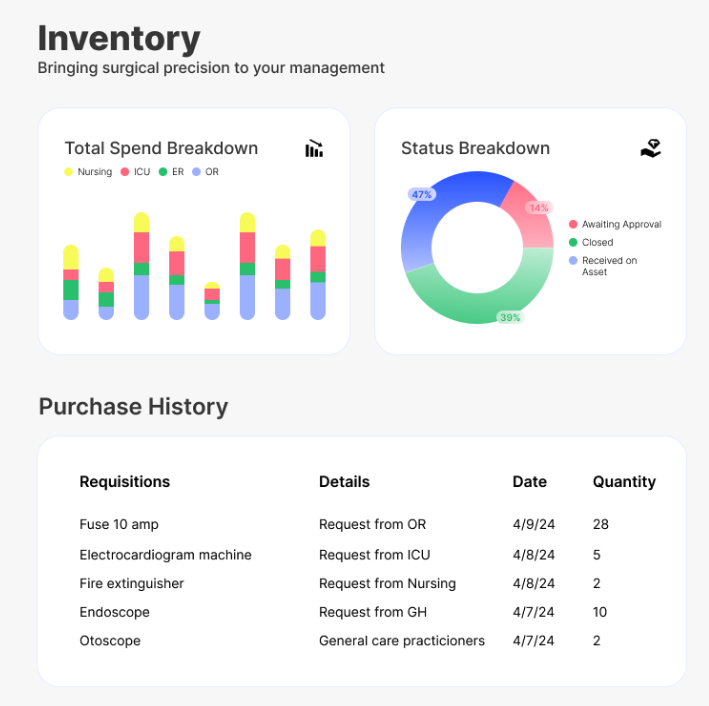 Inventory
Bringing surgical precision to your management
Total Spend Breakdown
Nursing ICU ER OR
Status Breakdown
47%
14%
39%
Awaiting Approval
Closed
Received on
Asset
Purchase History
Requisitions Details Date Quantity
Fuse 10 amp Request from OR 4/9/24 28
Electrocardiogram machine Request from ICU 4/8/24 5
Fire extinguisher Request from Nursing 4/8/24 2
Endoscope Request from GH 4/7/24 10
Otoscope General care practicioners 4/7/24 2